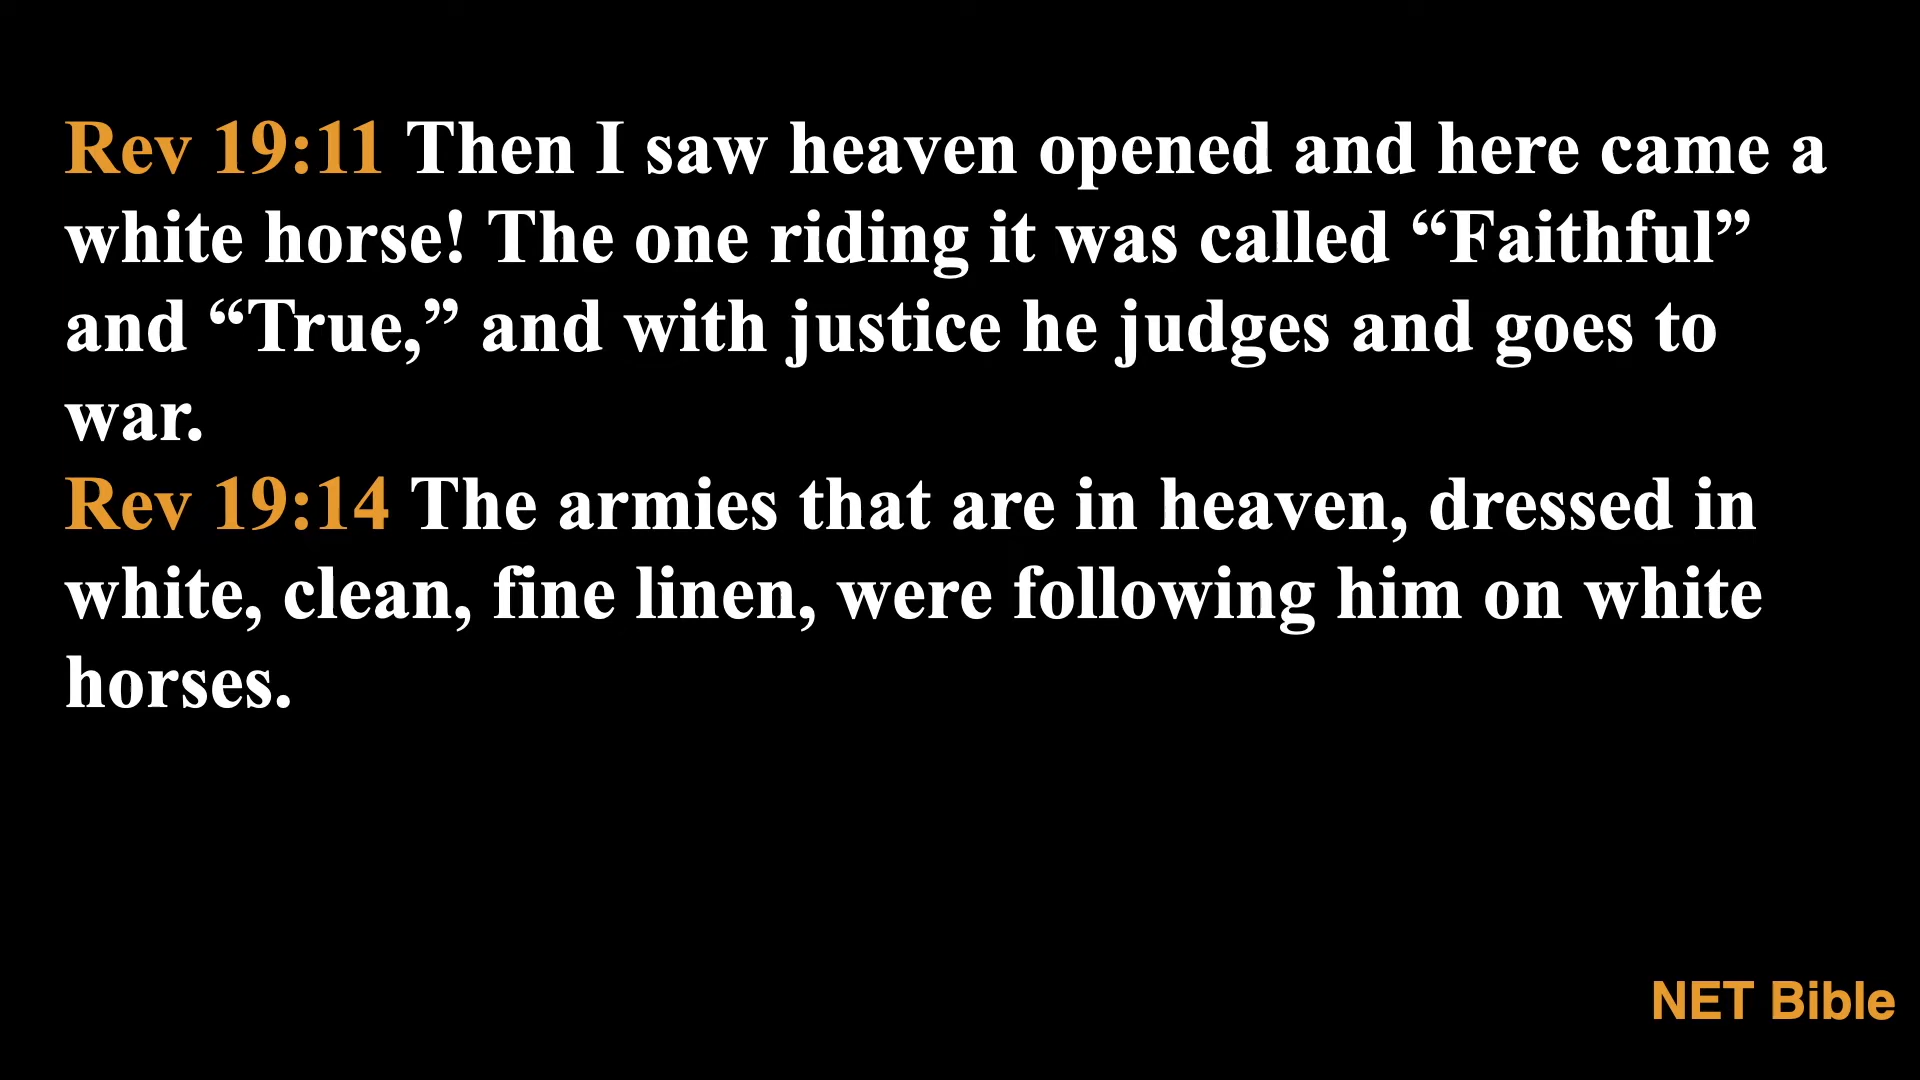 Rev 19:11 Then I saw heaven opened and here came a
white horse! The one riding it was called “Faithful”
and “True,” and with justice he judges and goes to
war.
Rev 19:14 The armies that are in heaven, dressed in
white, clean, fine linen, were following him on white
horses.
NET Bible